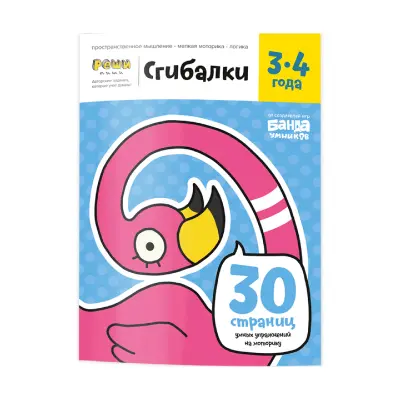 пространственное мышление • мелкая моторика • логика
РЕШИ
Сгибалки
3•4
года
от создателей игр
БАНДА
УМНИКОВ
30
страниц
умных упражнений
на моторику